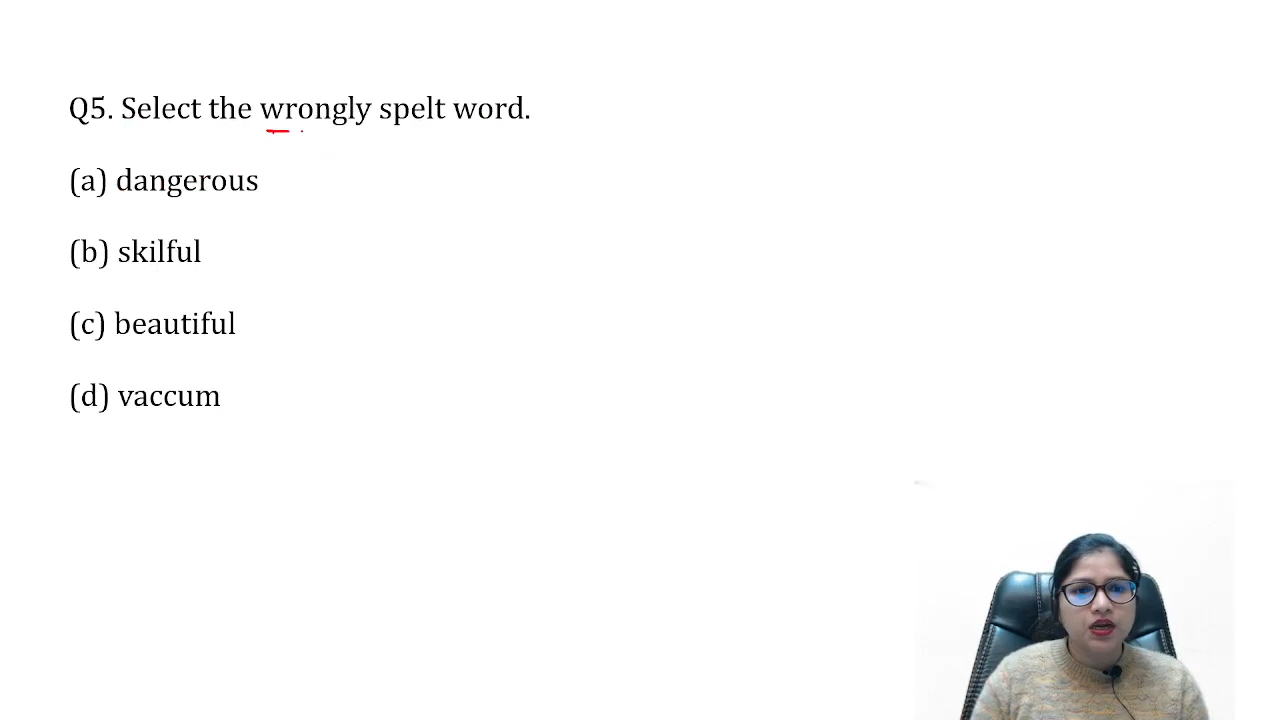 Q5. Select the wrongly spelt word.
(a) dangerous
(b) skilful
(c) beautiful
(d) vaccum